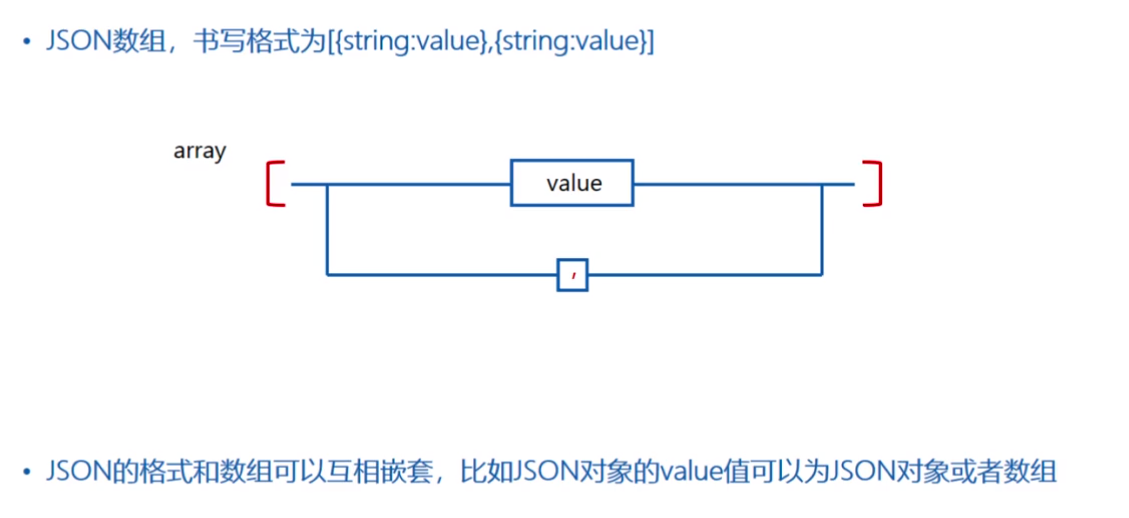 • JSON数组，书写格式为[{string:value},{string:value}]
array
[ value ]
,
• JSON的格式和数组可以互相嵌套，比如JSON对象的value值可以为JSON对象或者数组